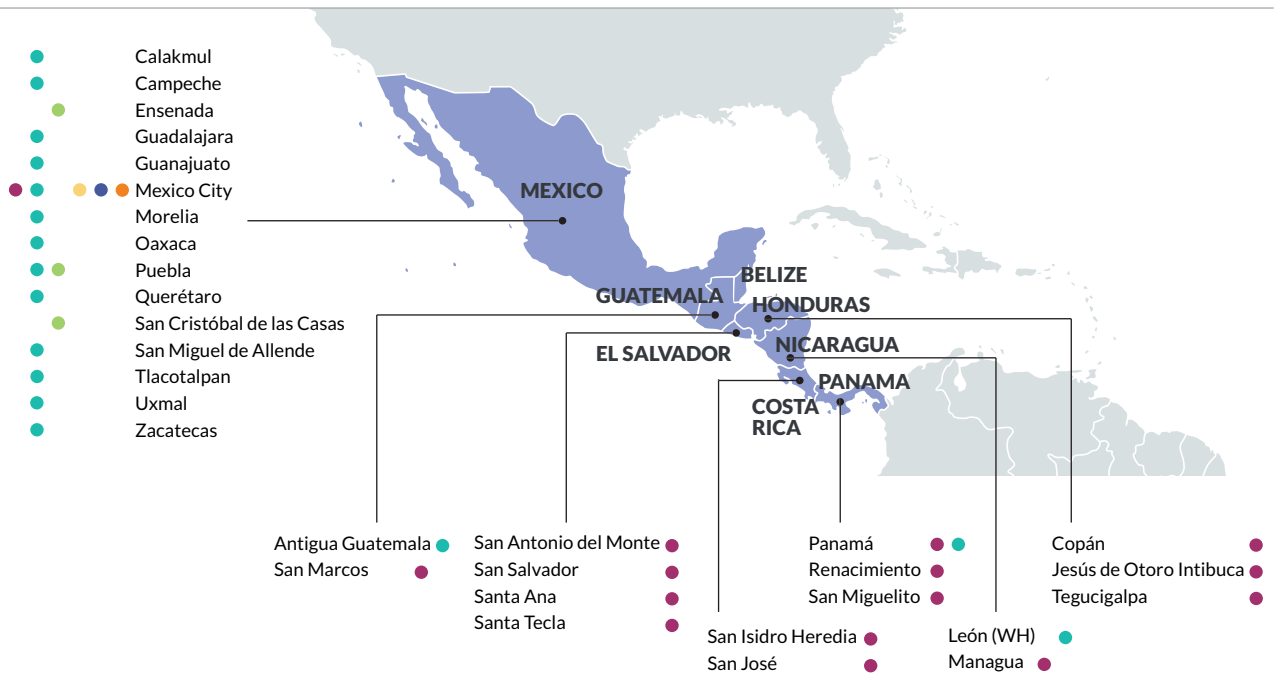 Calakmul
Campeche
Ensenada
Guadalajara
Guanajuato
Mexico City
Morelia
Oaxaca
Puebla
Querétaro
San Cristóbal de las Casas
San Miguel de Allende
Tlacotalpan
Uxmal
Zacatecas
MEXICO
BELIZE
GUATEMALA
HONDURAS
EL SALVADOR
NICARAGUA
PANAMA
COSTA
RICA
Antigua Guatemala
San Marcos
San Antonio del Monte
San Salvador
Santa Ana
Santa Tecla
San Isidro Heredia
San José
Panamá
Renacimiento
San Miguelito
León (WH)
Managua
Copán
Jesús de Otoro Intibuca
Tegucigalpa